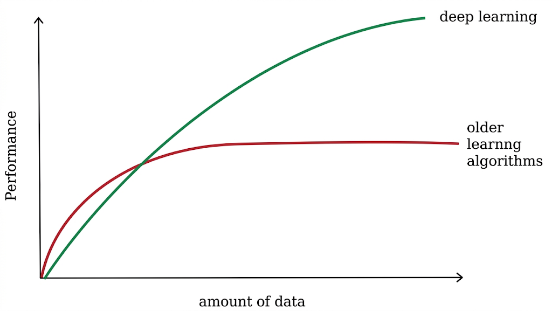 deep learning
older
learnng
algorithms
Performance
amount of data